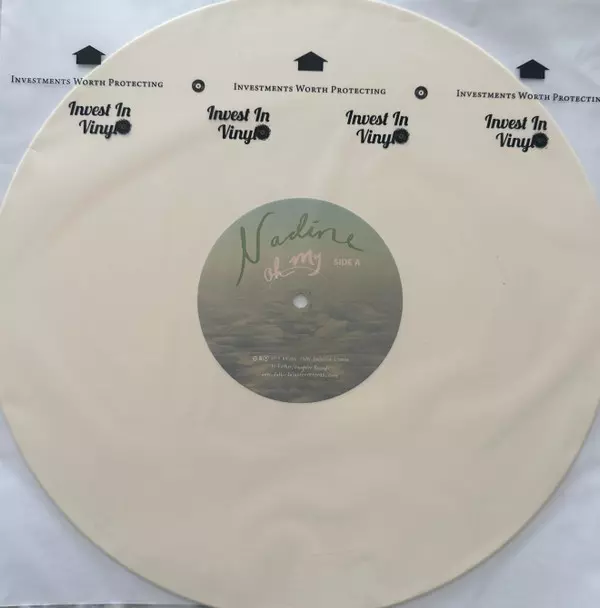 INVESTMENTS WORTH PROTECTING
INVESTMENTS WORTH PROTECTING
INVESTMENTS WORTH PROTECTING
Invest In
Vinyl
Invest In
Vinyl
Invest In
Vinyl
Invest In
Vinyl
Nadine
oh my
SIDE A